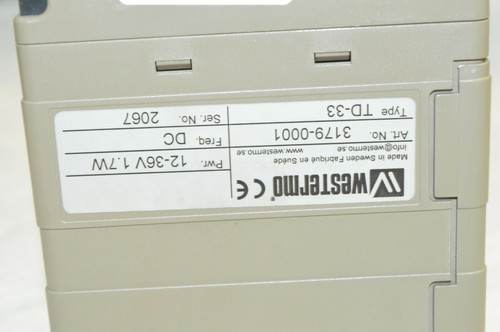 Westermo® CE
Made in Sweden Fabriqué en Suéde
info@westermo.se www.westermo.se
Art. No. 3179-0001
Type TD-33
Pwr. 12-36V 1.7W
Freq. DC
Ser. No. 2067